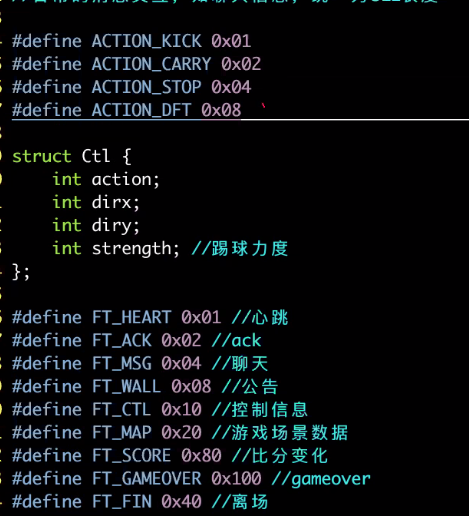 #define ACTION_KICK 0x01
#define ACTION_CARRY 0x02
#define ACTION_STOP 0x04
#define ACTION_DFT 0x08 `
struct Ctl {
int action;
int dirx;
int diry;
int strength; //踢球力度
};
#define FT_HEART 0x01 //心跳
#define FT_ACK 0x02 //ack
#define FT_MSG 0x04 //聊天
#define FT_WALL 0x08 //公告
#define FT_CTL 0x10 //控制信息
#define FT_MAP 0x20 //游戏场景数据
#define FT_SCORE 0x80 //比分变化
#define FT_GAMEOVER 0x100 //gameover
#define FT_FIN 0x40 //离场